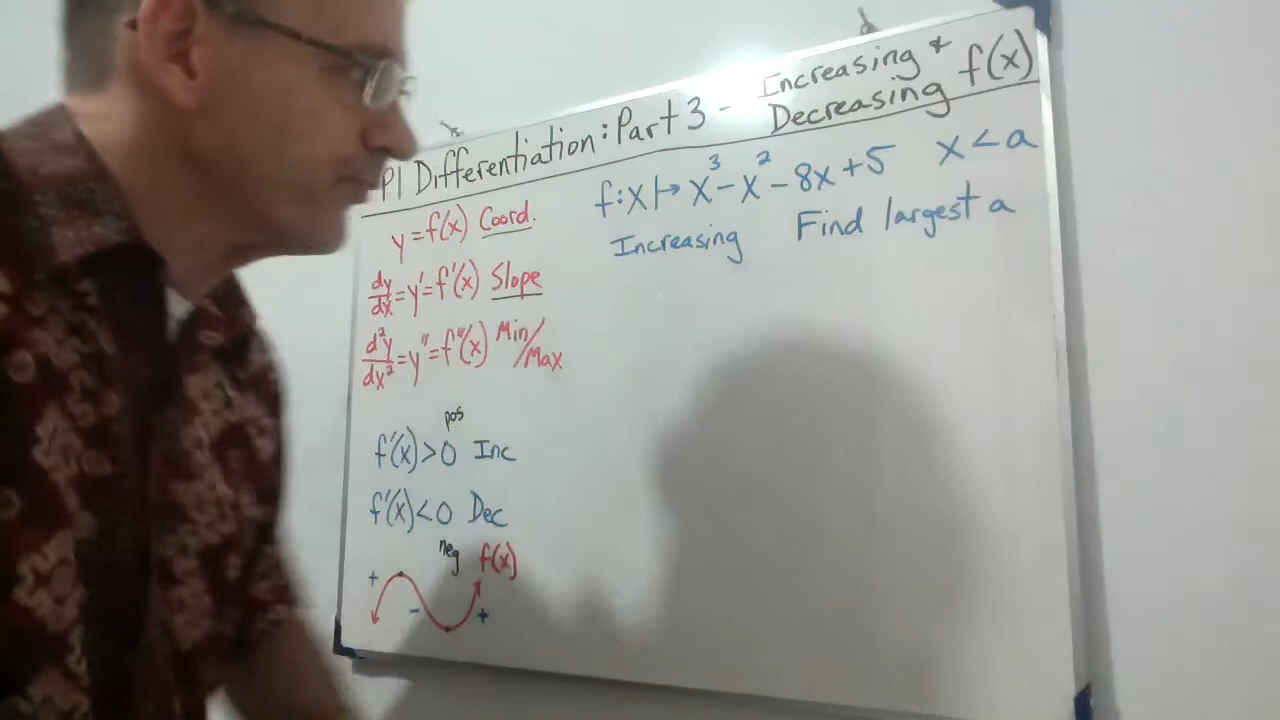 P1 Differentiation: Part 3 - Increasing + Decreasing f(x)
y = f(x) Coord.
dy/dx = y' = f'(x) Slope
d²y/dx² = y" = f"(x) Min/Max
pos
f'(x) > 0 Inc
f'(x) < 0 Dec
neg f(x)
+ - +
f: x ↦ x³ - x² - 8x + 5 x < a
Increasing Find largest a